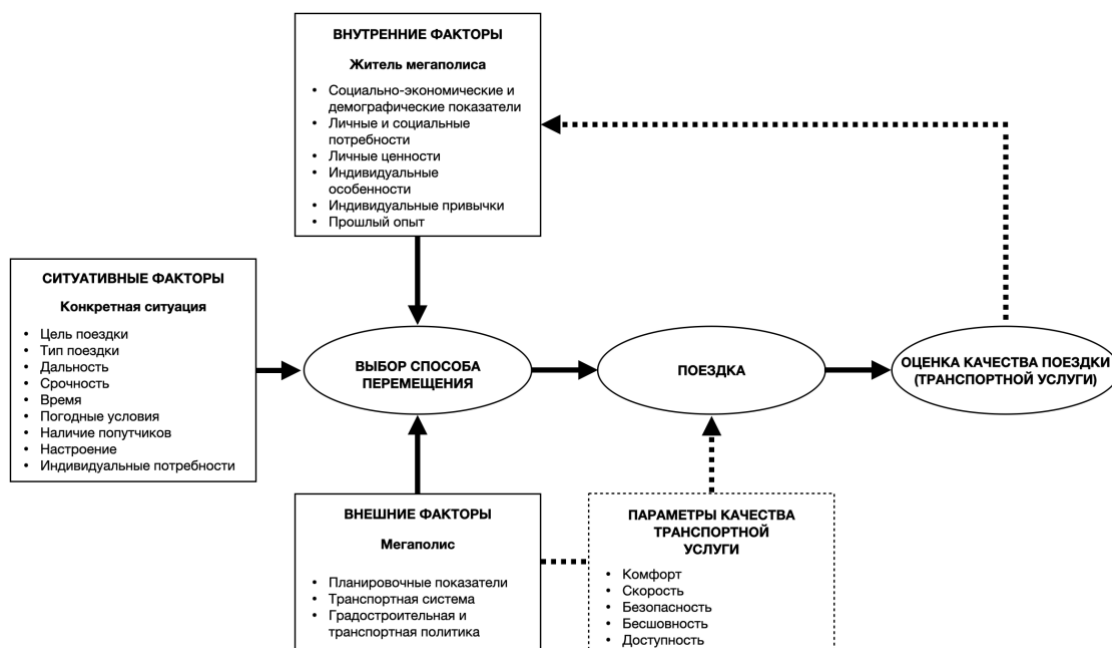 ВНУТРЕННИЕ ФАКТОРЫ
Житель мегаполиса
• Социально-экономические и
демографические показатели
• Личные и социальные
потребности
• Личные ценности
• Индивидуальные
особенности
• Индивидуальные привычки
• Прошлый опыт
СИТУАТИВНЫЕ ФАКТОРЫ
Конкретная ситуация
• Цель поездки
• Тип поездки
• Дальность
• Срочность
• Время
• Погодные условия
• Наличие попутчиков
• Настроение
• Индивидуальные потребности
ВЫБОР СПОСОБА
ПЕРЕМЕЩЕНИЯ
ПОЕЗДКА
ОЦЕНКА КАЧЕСТВА ПОЕЗДКИ
(ТРАНСПОРТНОЙ УСЛУГИ)
ВНЕШНИЕ ФАКТОРЫ
Мегаполис
• Планировочные показатели
• Транспортная система
• Градостроительная и
транспортная политика
ПАРАМЕТРЫ КАЧЕСТВА
ТРАНСПОРТНОЙ
УСЛУГИ
• Комфорт
• Скорость
• Безопасность
• Бесшовность
• Доступность